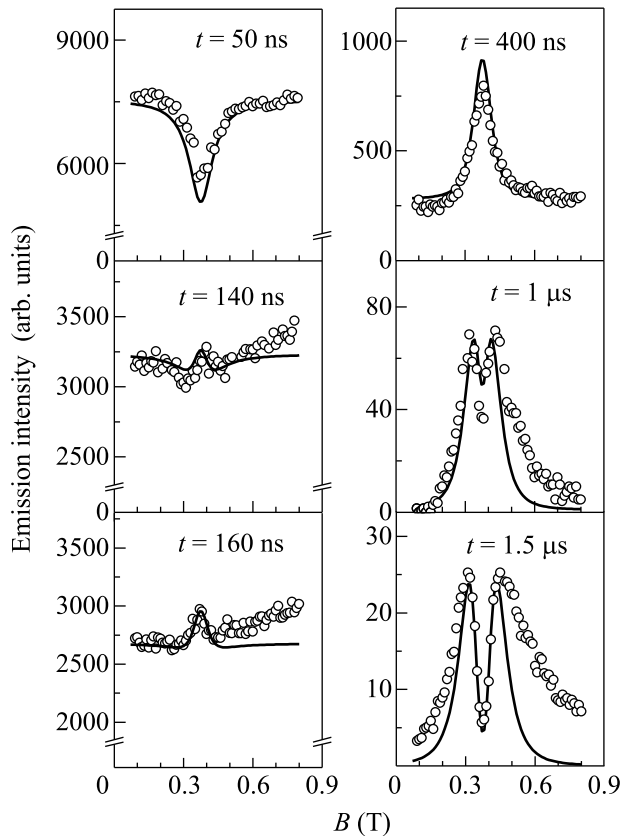 Emission intensity (arb. units)
t = 50 ns
9000
6000
0
t = 140 ns
3500
3000
2500
0
t = 160 ns
3500
3000
2500
2000
0 0.3 0.6 0.9
t = 400 ns
1000
500
0
t = 1 μs
80
40
0
t = 1.5 μs
30
20
10
0 0.3 0.6 0.9
B (T)